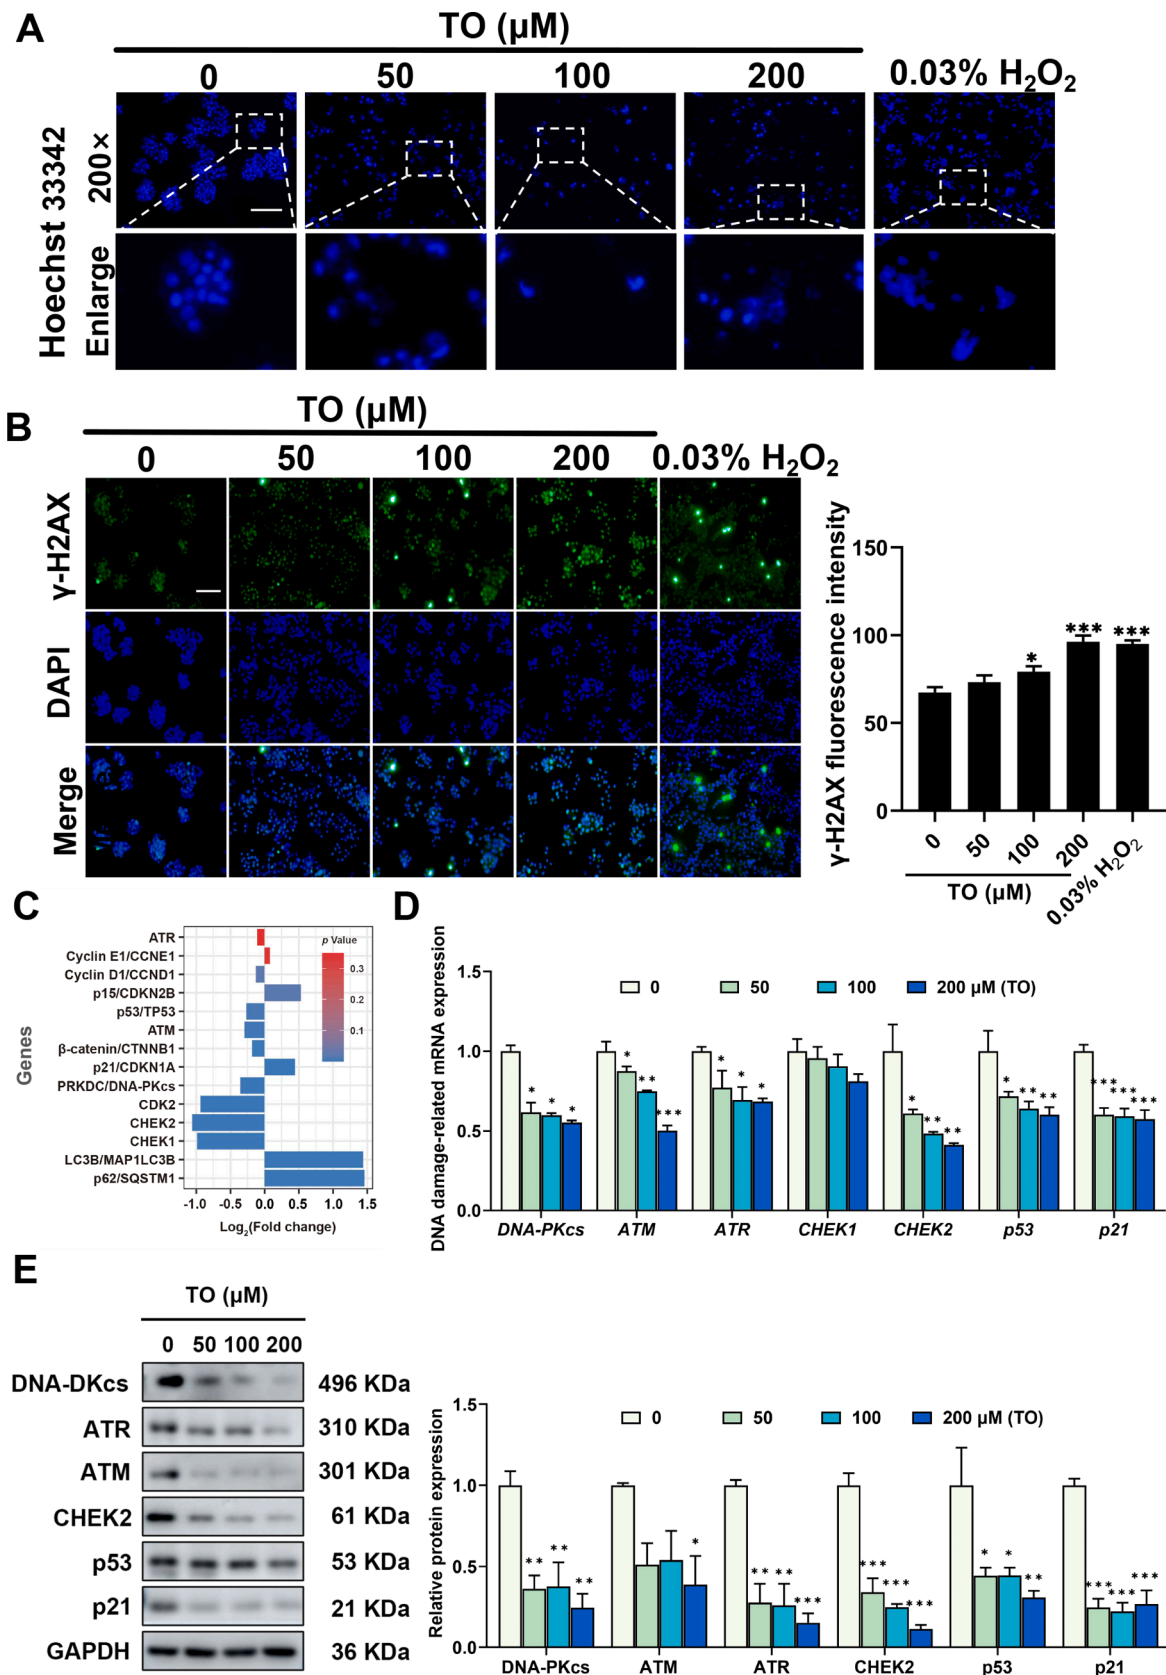 A
TO (µM)
0 50 100 200 0.03% H₂O₂
Hoechst 33342
200×
Enlarge
B
TO (µM)
0 50 100 200 0.03% H₂O₂
γ-H2AX
DAPI
Merge
γ-H2AX fluorescence intensity
150
100
50
0
* *** ***
0 50 100 200 0.03% H₂O₂
TO (µM)
C
Genes
ATR
Cyclin E1/CCNE1
Cyclin D1/CCND1
p15/CDKN2B
p53/TP53
ATM
β-catenin/CTNNB1
p21/CDKN1A
PRKDC/DNA-PKcs
CDK2
CHEK2
CHEK1
LC3B/MAP1LC3B
p62/SQSTM1
-1.0 -0.5 0.0 0.5 1.0 1.5
Log₂(Fold change)
p Value
0.3
0.2
0.1
D
DNA damage-related mRNA expression
1.5
1.0
0.5
0.0
0 50 100 200 µM (TO)
* * * * ** *** * * * * ** ** * ** ** *** *** ***
DNA-PKcs ATM ATR CHEK1 CHEK2 p53 p21
E
TO (µM)
0 50 100 200
DNA-DKcs 496 KDa
ATR 310 KDa
ATM 301 KDa
CHEK2 61 KDa
p53 53 KDa
p21 21 KDa
GAPDH 36 KDa
Relative protein expression
1.5
1.0
0.5
0.0
0 50 100 200 µM (TO)
** ** ** * ** ** *** *** *** *** * * ** *** *** ***
DNA-PKcs ATM ATR CHEK2 p53 p21